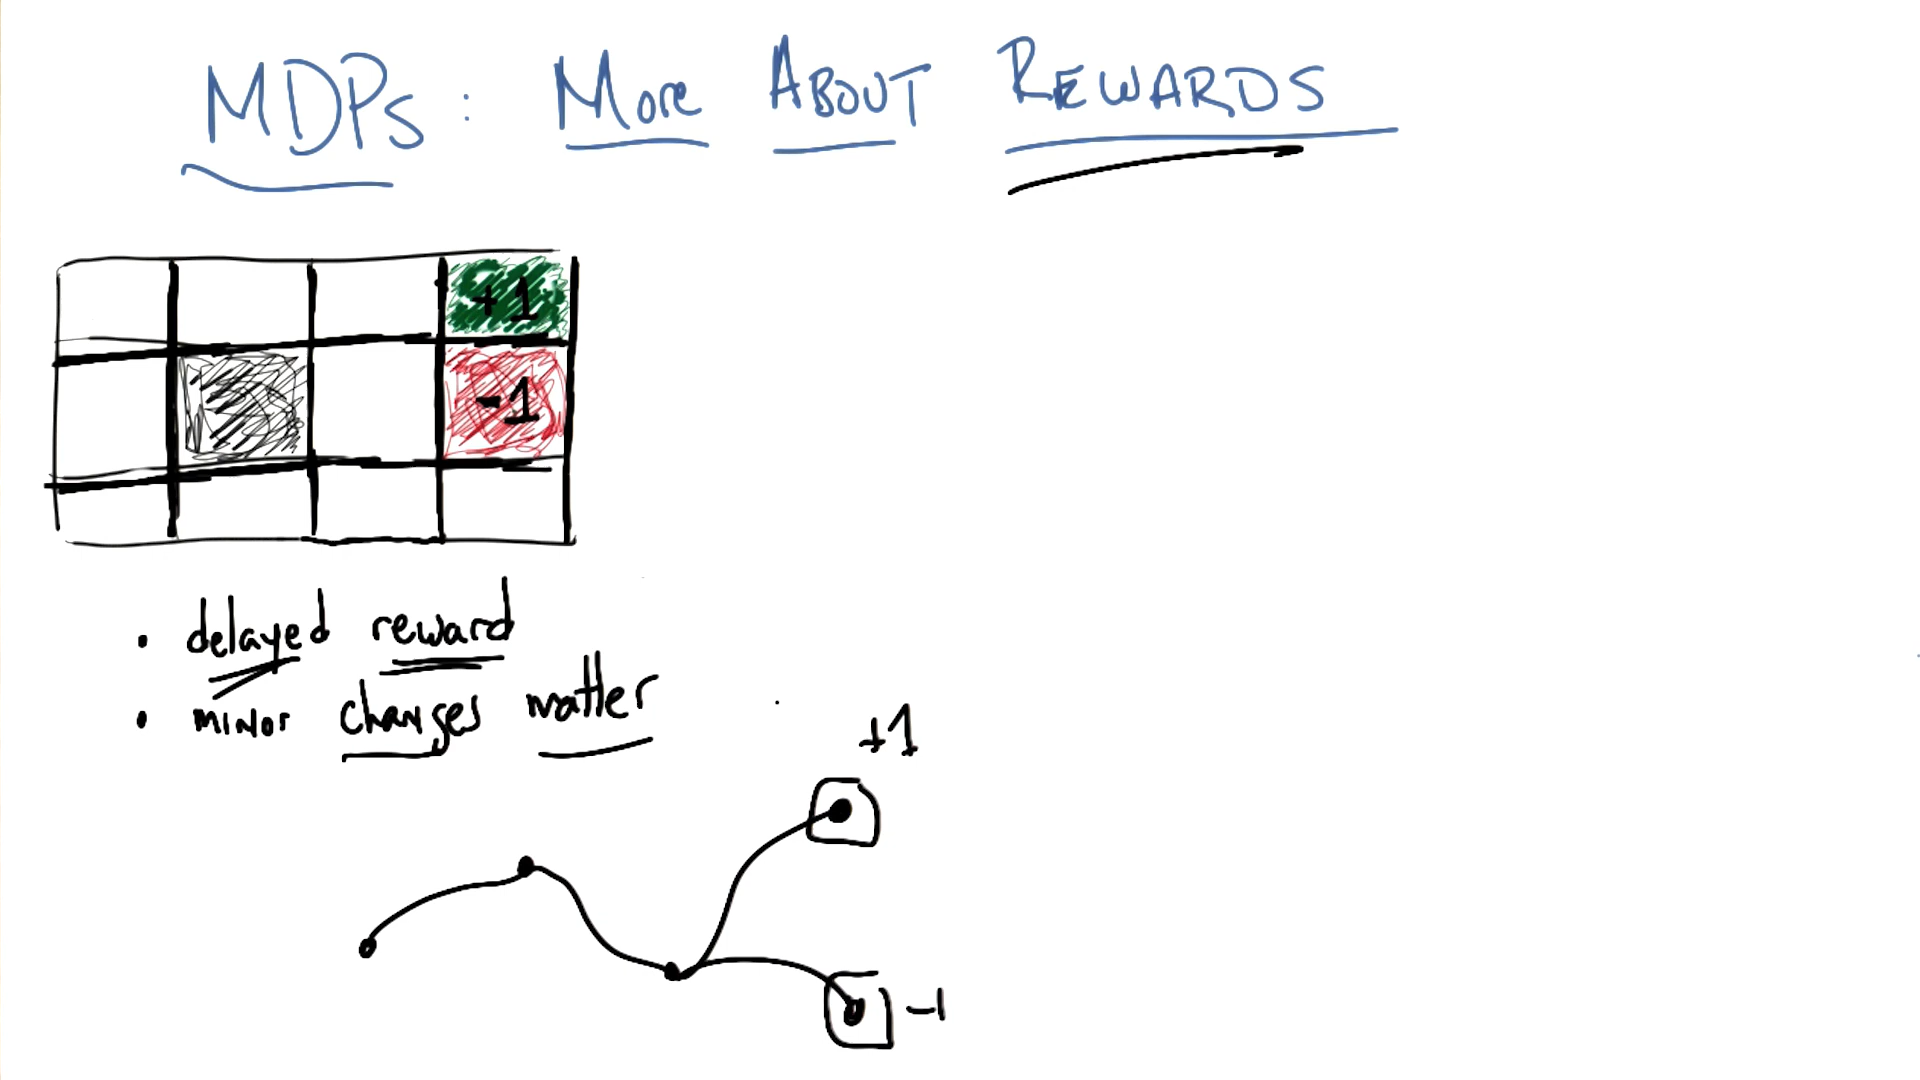 MDPs: More About Rewards
+1
-1
• delayed reward
• minor changes matter
+1
-1